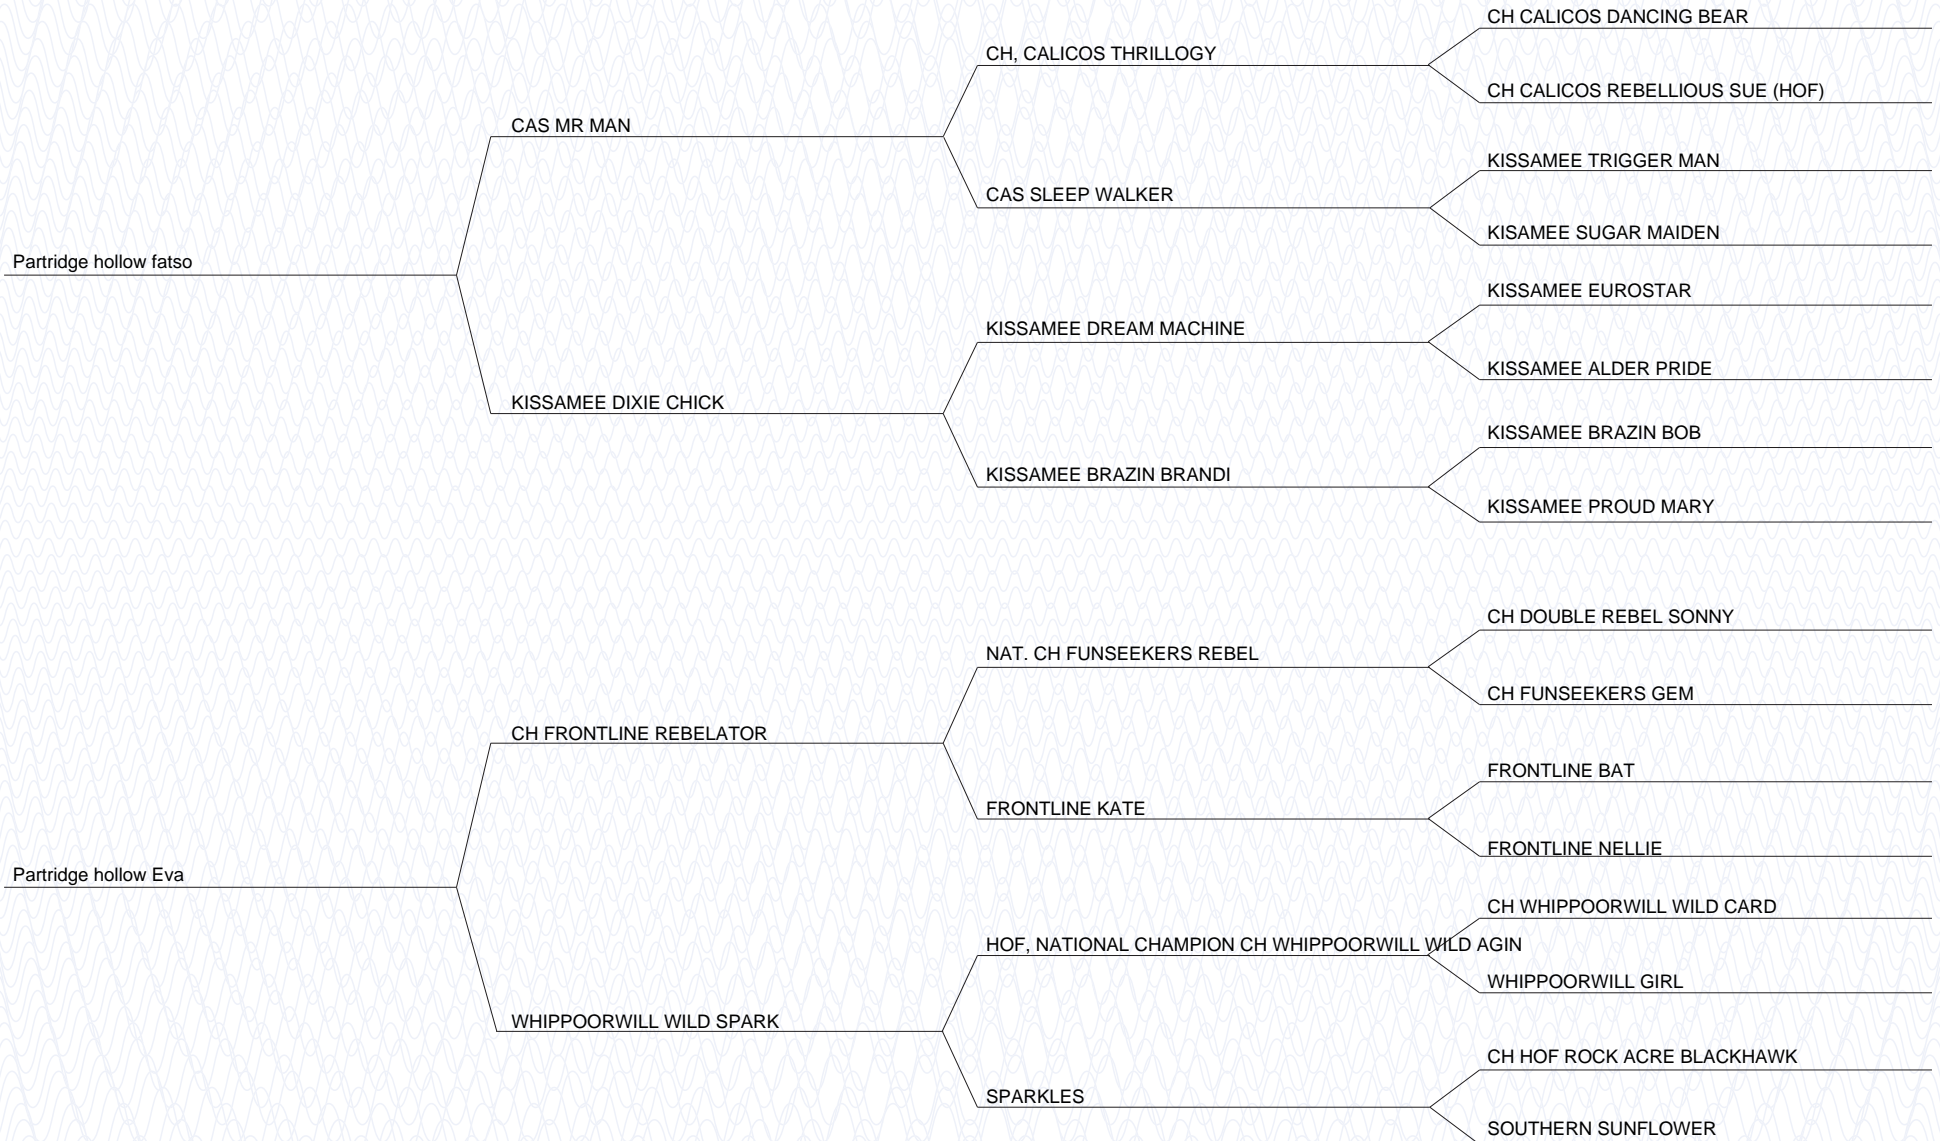 CH CALICOS DANCING BEAR
CH, CALICOS THRILLOGY
CH CALICOS REBELLIOUS SUE (HOF)
CAS MR MAN
KISSAMEE TRIGGER MAN
CAS SLEEP WALKER
KISAMEE SUGAR MAIDEN
Partridge hollow fatso
KISSAMEE EUROSTAR
KISSAMEE DREAM MACHINE
KISSAMEE ALDER PRIDE
KISSAMEE DIXIE CHICK
KISSAMEE BRAZIN BOB
KISSAMEE BRAZIN BRANDI
KISSAMEE PROUD MARY
CH DOUBLE REBEL SONNY
NAT. CH FUNSEEKERS REBEL
CH FUNSEEKERS GEM
CH FRONTLINE REBELATOR
FRONTLINE BAT
FRONTLINE KATE
FRONTLINE NELLIE
Partridge hollow Eva
CH WHIPPOORWILL WILD CARD
HOF, NATIONAL CHAMPION CH WHIPPOORWILL WILD AGIN
WHIPPOORWILL GIRL
WHIPPOORWILL WILD SPARK
CH HOF ROCK ACRE BLACKHAWK
SPARKLES
SOUTHERN SUNFLOWER